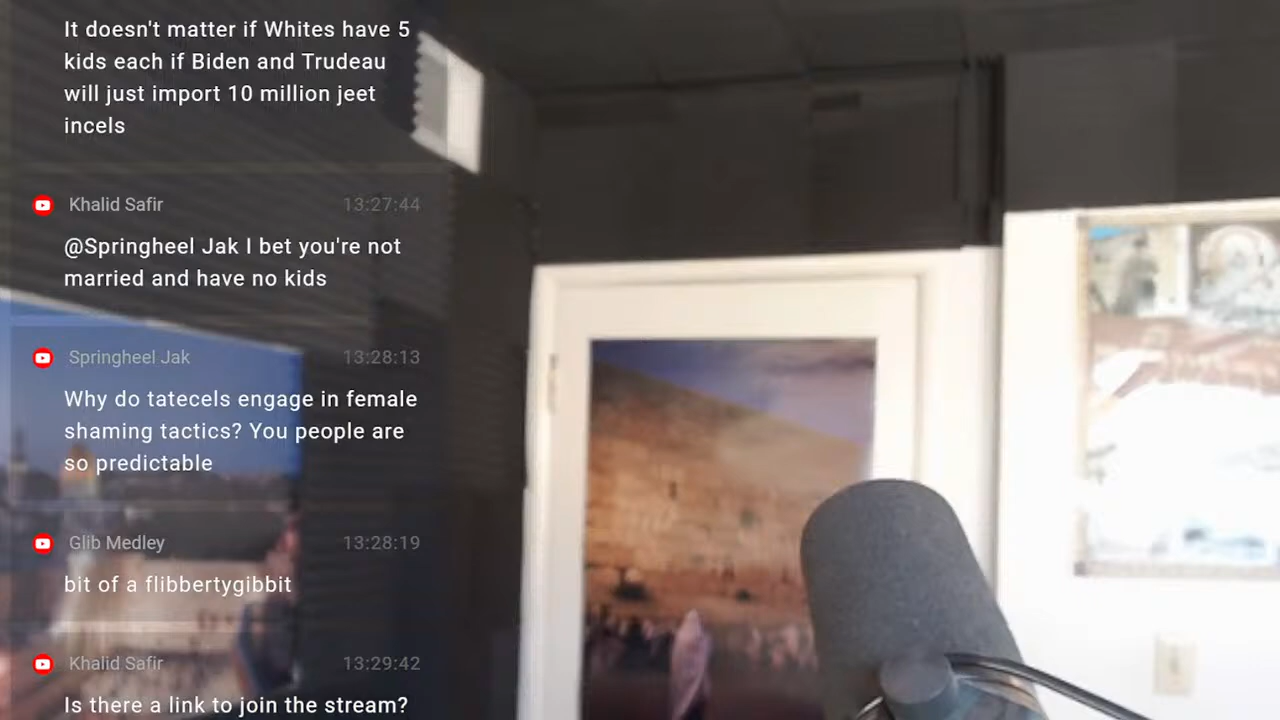 It doesn't matter if Whites have 5
kids each if Biden and Trudeau
will just import 10 million jeet
incels
Khalid Safir 13:27:44
@Springheel Jak I bet you're not
married and have no kids
Springheel Jak 13:28:13
Why do tatecels engage in female
shaming tactics? You people are
so predictable
Glib Medley 13:28:19
bit of a flibbertygibbit
Khalid Safir 13:29:42
Is there a link to join the stream?